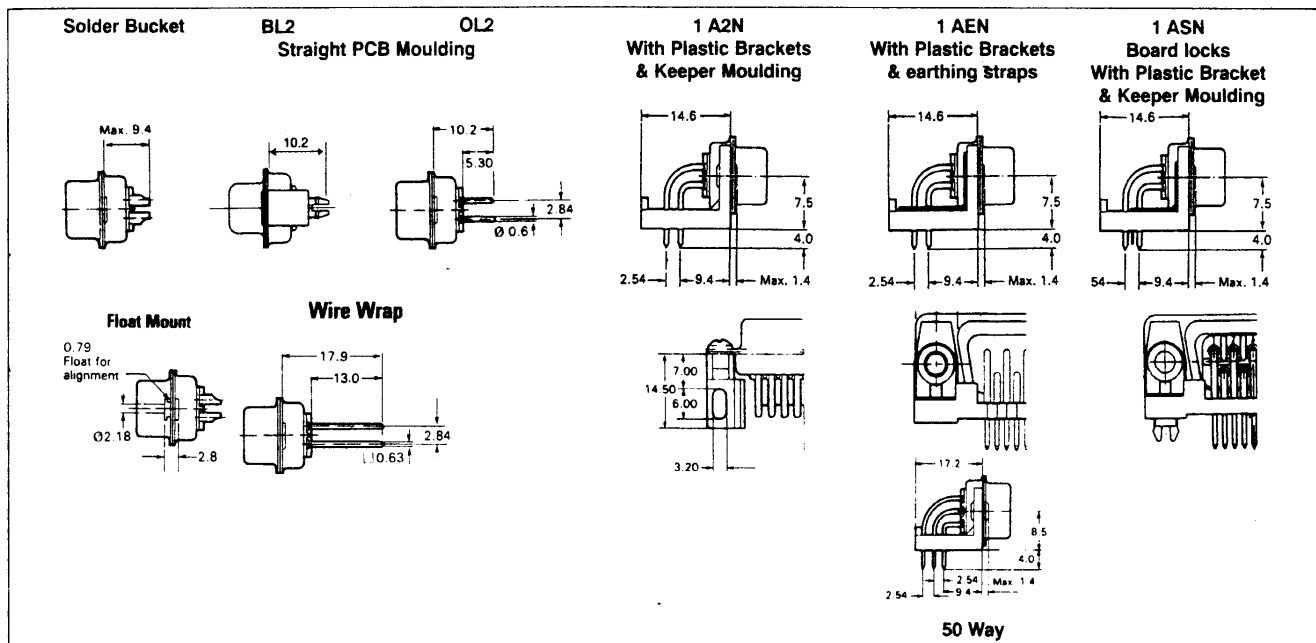 Solder Bucket
BL2
OL2
Straight PCB Moulding
1 A2N
With Plastic Brackets
& Keeper Moulding
1 AEN
With Plastic Brackets
& earthing straps
1 ASN
Board locks
With Plastic Bracket
& Keeper Moulding
Max. 9.4
10.2
10.2
5.30
2.84
Ø 0.6
14.6
7.5
4.0
2.54
9.4
Max. 1.4
14.6
7.5
4.0
2.54
9.4
Max. 1.4
14.6
7.5
4.0
54
9.4
Max. 1.4
Float Mount
0.79
Float for
alignment
Ø2.18
2.8
Wire Wrap
17.9
13.0
2.84
0.63
7.00
14.50
6.00
3.20
17.2
8.5
4.0
2.54
Max 1.4
2.54
9.4
50 Way